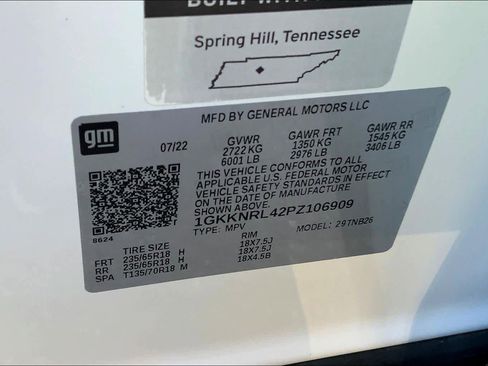 Spring Hill, Tennessee
MFD BY GENERAL MOTORS LLC
gm
07/22 GVWR GAWR FRT GAWR RR
2722 KG 1350 KG 1545 KG
6001 LB 2976 LB 3406 LB
THIS VEHICLE CONFORMS TO ALL
APPLICABLE U.S. FEDERAL MOTOR
VEHICLE SAFETY STANDARDS IN EFFECT
ON THE DATE OF MANUFACTURE SHOWN ABOVE.
1GKKNRL42PZ106909
8624 TYPE: MPV MODEL: 29TNB26
TIRE SIZE RIM
FRT 235/65R18 H 18X7.5J
RR 235/65R18 H 18X7.5J
SPA T135/70R18 M 18X4.5B